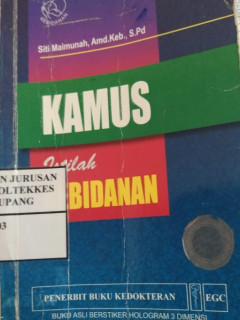 Siti Maimunah, Amd.Keb., S.Pd
KAMUS
Istilah
BIDANAN
N JURUSAN
OLTEKKES
UPANG
03
PENERBIT BUKU KEDOKTERAN
EGC
BUKU ASLI BERSTIKER HOLOGRAM 3 DIMENSI